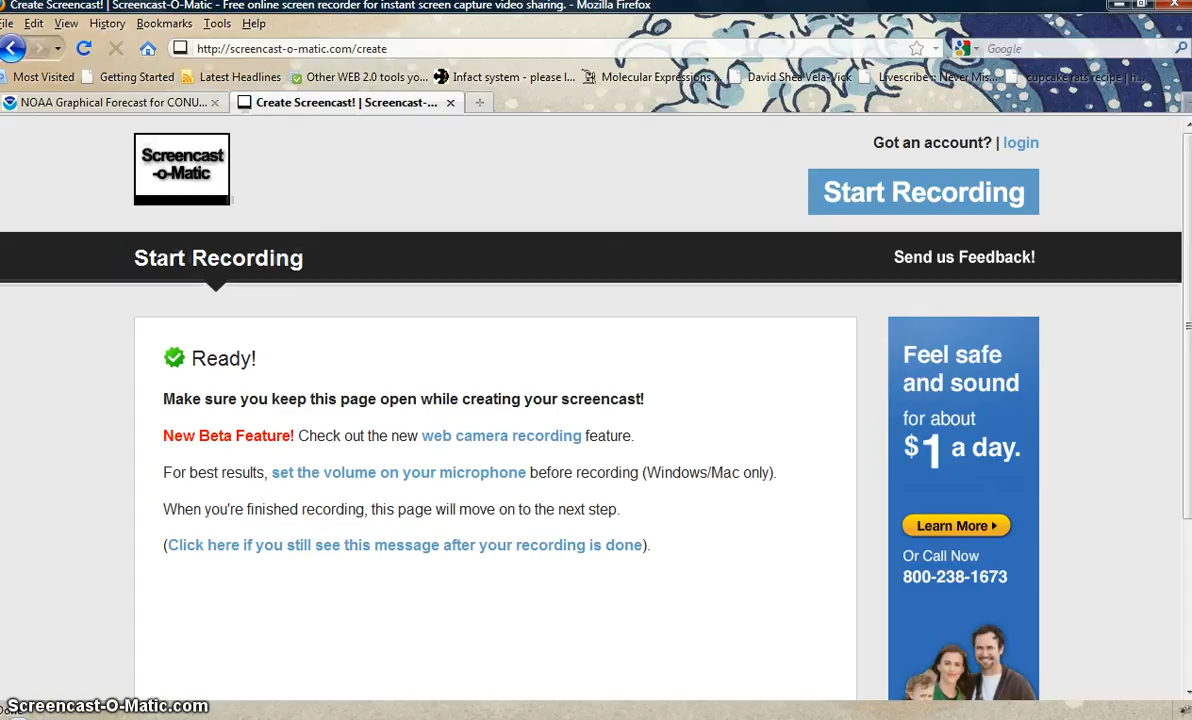 Create Screencast! | Screencast-O-Matic - Free online screen recorder for instant screen capture video sharing. - Mozilla Firefox
File Edit View History Bookmarks Tools Help
http://screencast-o-matic.com/create
Google
Most Visited Getting Started Latest Headlines Other WEB 2.0 tools yo... Infact system - please l... Molecular Expressions David Shea Vela-Vick Livescribe :: Never Mis... cupcake rats recipe | h...
NOAA Graphical Forecast for CONU... Create Screencast! | Screencast-...
Screencast
-o-Matic
Got an account? | login
Start Recording
Start Recording
Send us Feedback!
Ready!
Make sure you keep this page open while creating your screencast!
New Beta Feature! Check out the new web camera recording feature.
For best results, set the volume on your microphone before recording (Windows/Mac only).
When you're finished recording, this page will move on to the next step.
(Click here if you still see this message after your recording is done).
Feel safe
and sound
for about
$1 a day.
Learn More
Or Call Now
800-238-1673
Screencast-O-Matic.com